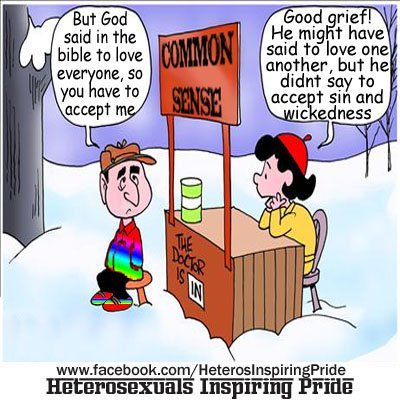 But God
said in the
bible to love
everyone, so
you have to
accept me
COMMON
SENSE
Good grief!
He might have
said to love one
another, but he
didnt say to
accept sin and
wickedness
THE
DOCTOR
IS IN
www.facebook.com/HeterosInspiringPride
Heterosexuals Inspiring Pride